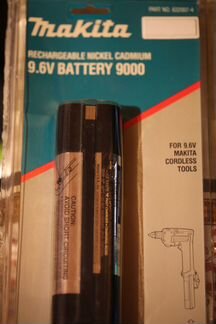 PART NO. 632007-4
makita
RECHARGEABLE NICKEL CADMIUM
9.6V BATTERY 9000
FOR 9.6V
MAKITA
CORDLESS
TOOLS
CAUTION
AVOID SHORT CIRCUITING